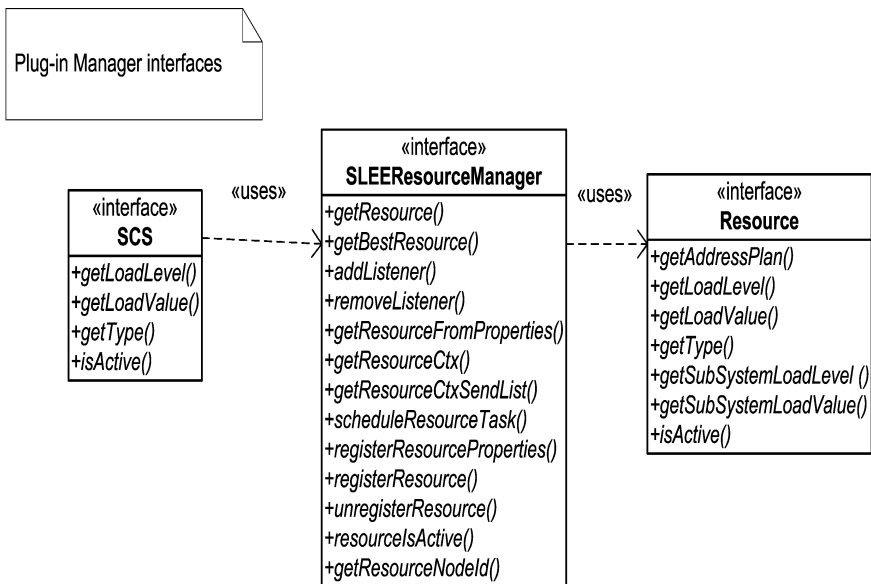 Plug-in Manager interfaces
«interface»
SCS
+getLoadLevel()
+getLoadValue()
+getType()
+isActive()
«uses»
«interface»
SLEEResourceManager
+getResource()
+getBestResource()
+addListener()
+removeListener()
+getResourceFromProperties()
+getResourceCtx()
+getResourceCtxSendList()
+scheduleResourceTask()
+registerResourceProperties()
+registerResource()
+unregisterResource()
+resourceIsActive()
+getResourceNodeId()
«uses»
«interface»
Resource
+getAddressPlan()
+getLoadLevel()
+getLoadValue()
+getType()
+getSubSystemLoadLevel ()
+getSubSystemLoadValue()
+isActive()